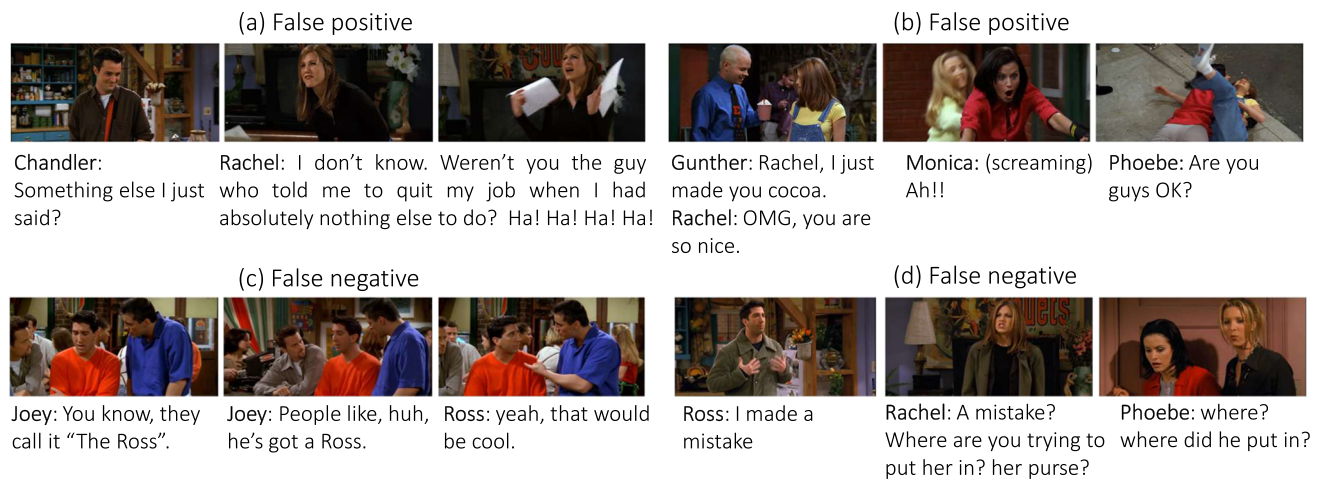 (a) False positive
Chandler:
Something else I just
said?
Rachel: I don't know. Weren't you the guy
who told me to quit my job when I had
absolutely nothing else to do? Ha! Ha! Ha! Ha!
(b) False positive
Gunther: Rachel, I just
made you cocoa.
Rachel: OMG, you are
so nice.
Monica: (screaming)
Ah!!
Phoebe: Are you
guys OK?
(c) False negative
Joey: You know, they
call it "The Ross".
Joey: People like, huh,
he's got a Ross.
Ross: yeah, that would
be cool.
(d) False negative
Ross: I made a
mistake
Rachel: A mistake?
Where are you trying to
put her in? her purse?
Phoebe: where?
where did he put in?